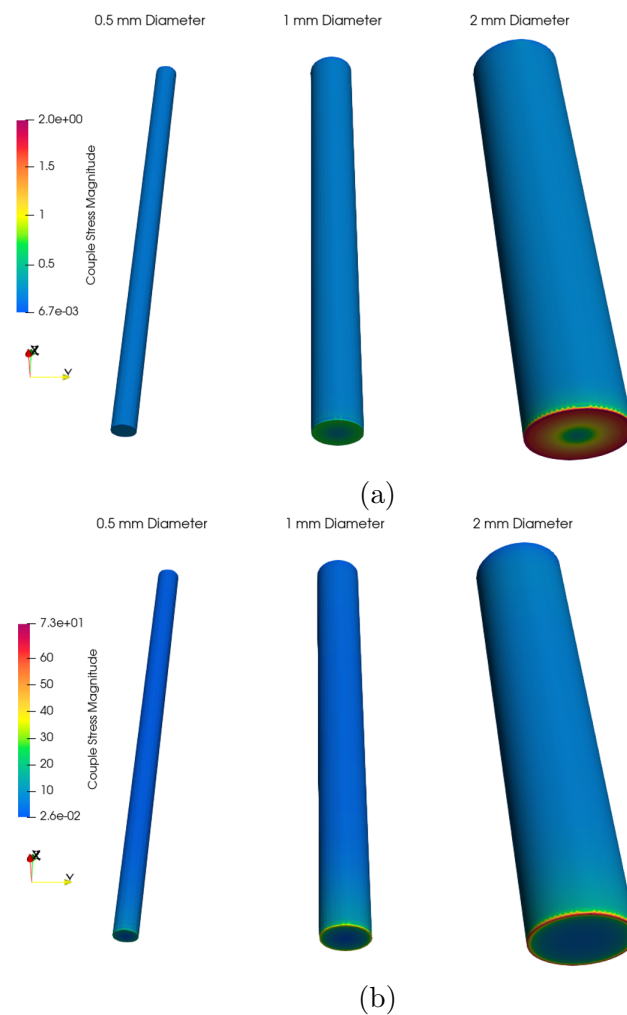 0.5 mm Diameter 1 mm Diameter 2 mm Diameter
2.0e+00
1.5
1
0.5
6.7e-03
Couple Stress Magnitude
Y
(a)
0.5 mm Diameter 1 mm Diameter 2 mm Diameter
7.3e+01
60
50
40
30
20
10
2.6e-02
Couple Stress Magnitude
Y
(b)